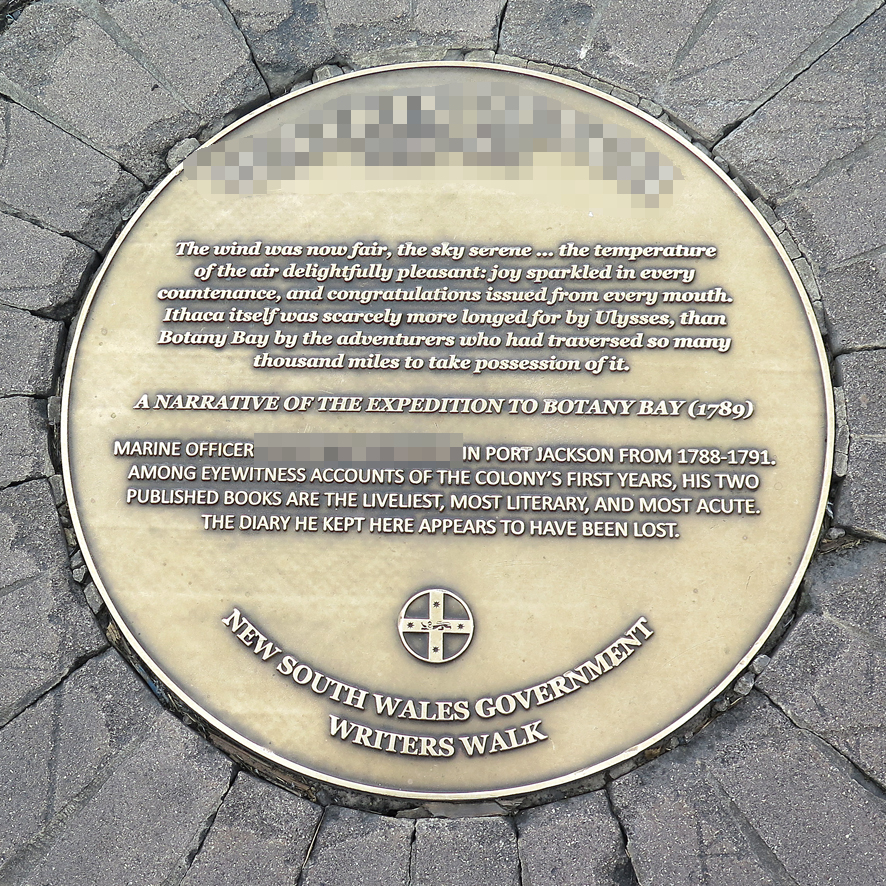 The wind was now fair, the sky serene ... the temperature
of the air delightfully pleasant: joy sparkled in every
countenance, and congratulations issued from every mouth.
Ithaca itself was scarcely more longed for by Ulysses, than
Botany Bay by the adventurers who had traversed so many
thousand miles to take possession of it.
A NARRATIVE OF THE EXPEDITION TO BOTANY BAY (1789)
MARINE OFFICER IN PORT JACKSON FROM 1788-1791.
AMONG EYEWITNESS ACCOUNTS OF THE COLONY'S FIRST YEARS, HIS TWO
PUBLISHED BOOKS ARE THE LIVELIEST, MOST LITERARY, AND MOST ACUTE.
THE DIARY HE KEPT HERE APPEARS TO HAVE BEEN LOST.
NEW SOUTH WALES GOVERNMENT
WRITERS WALK